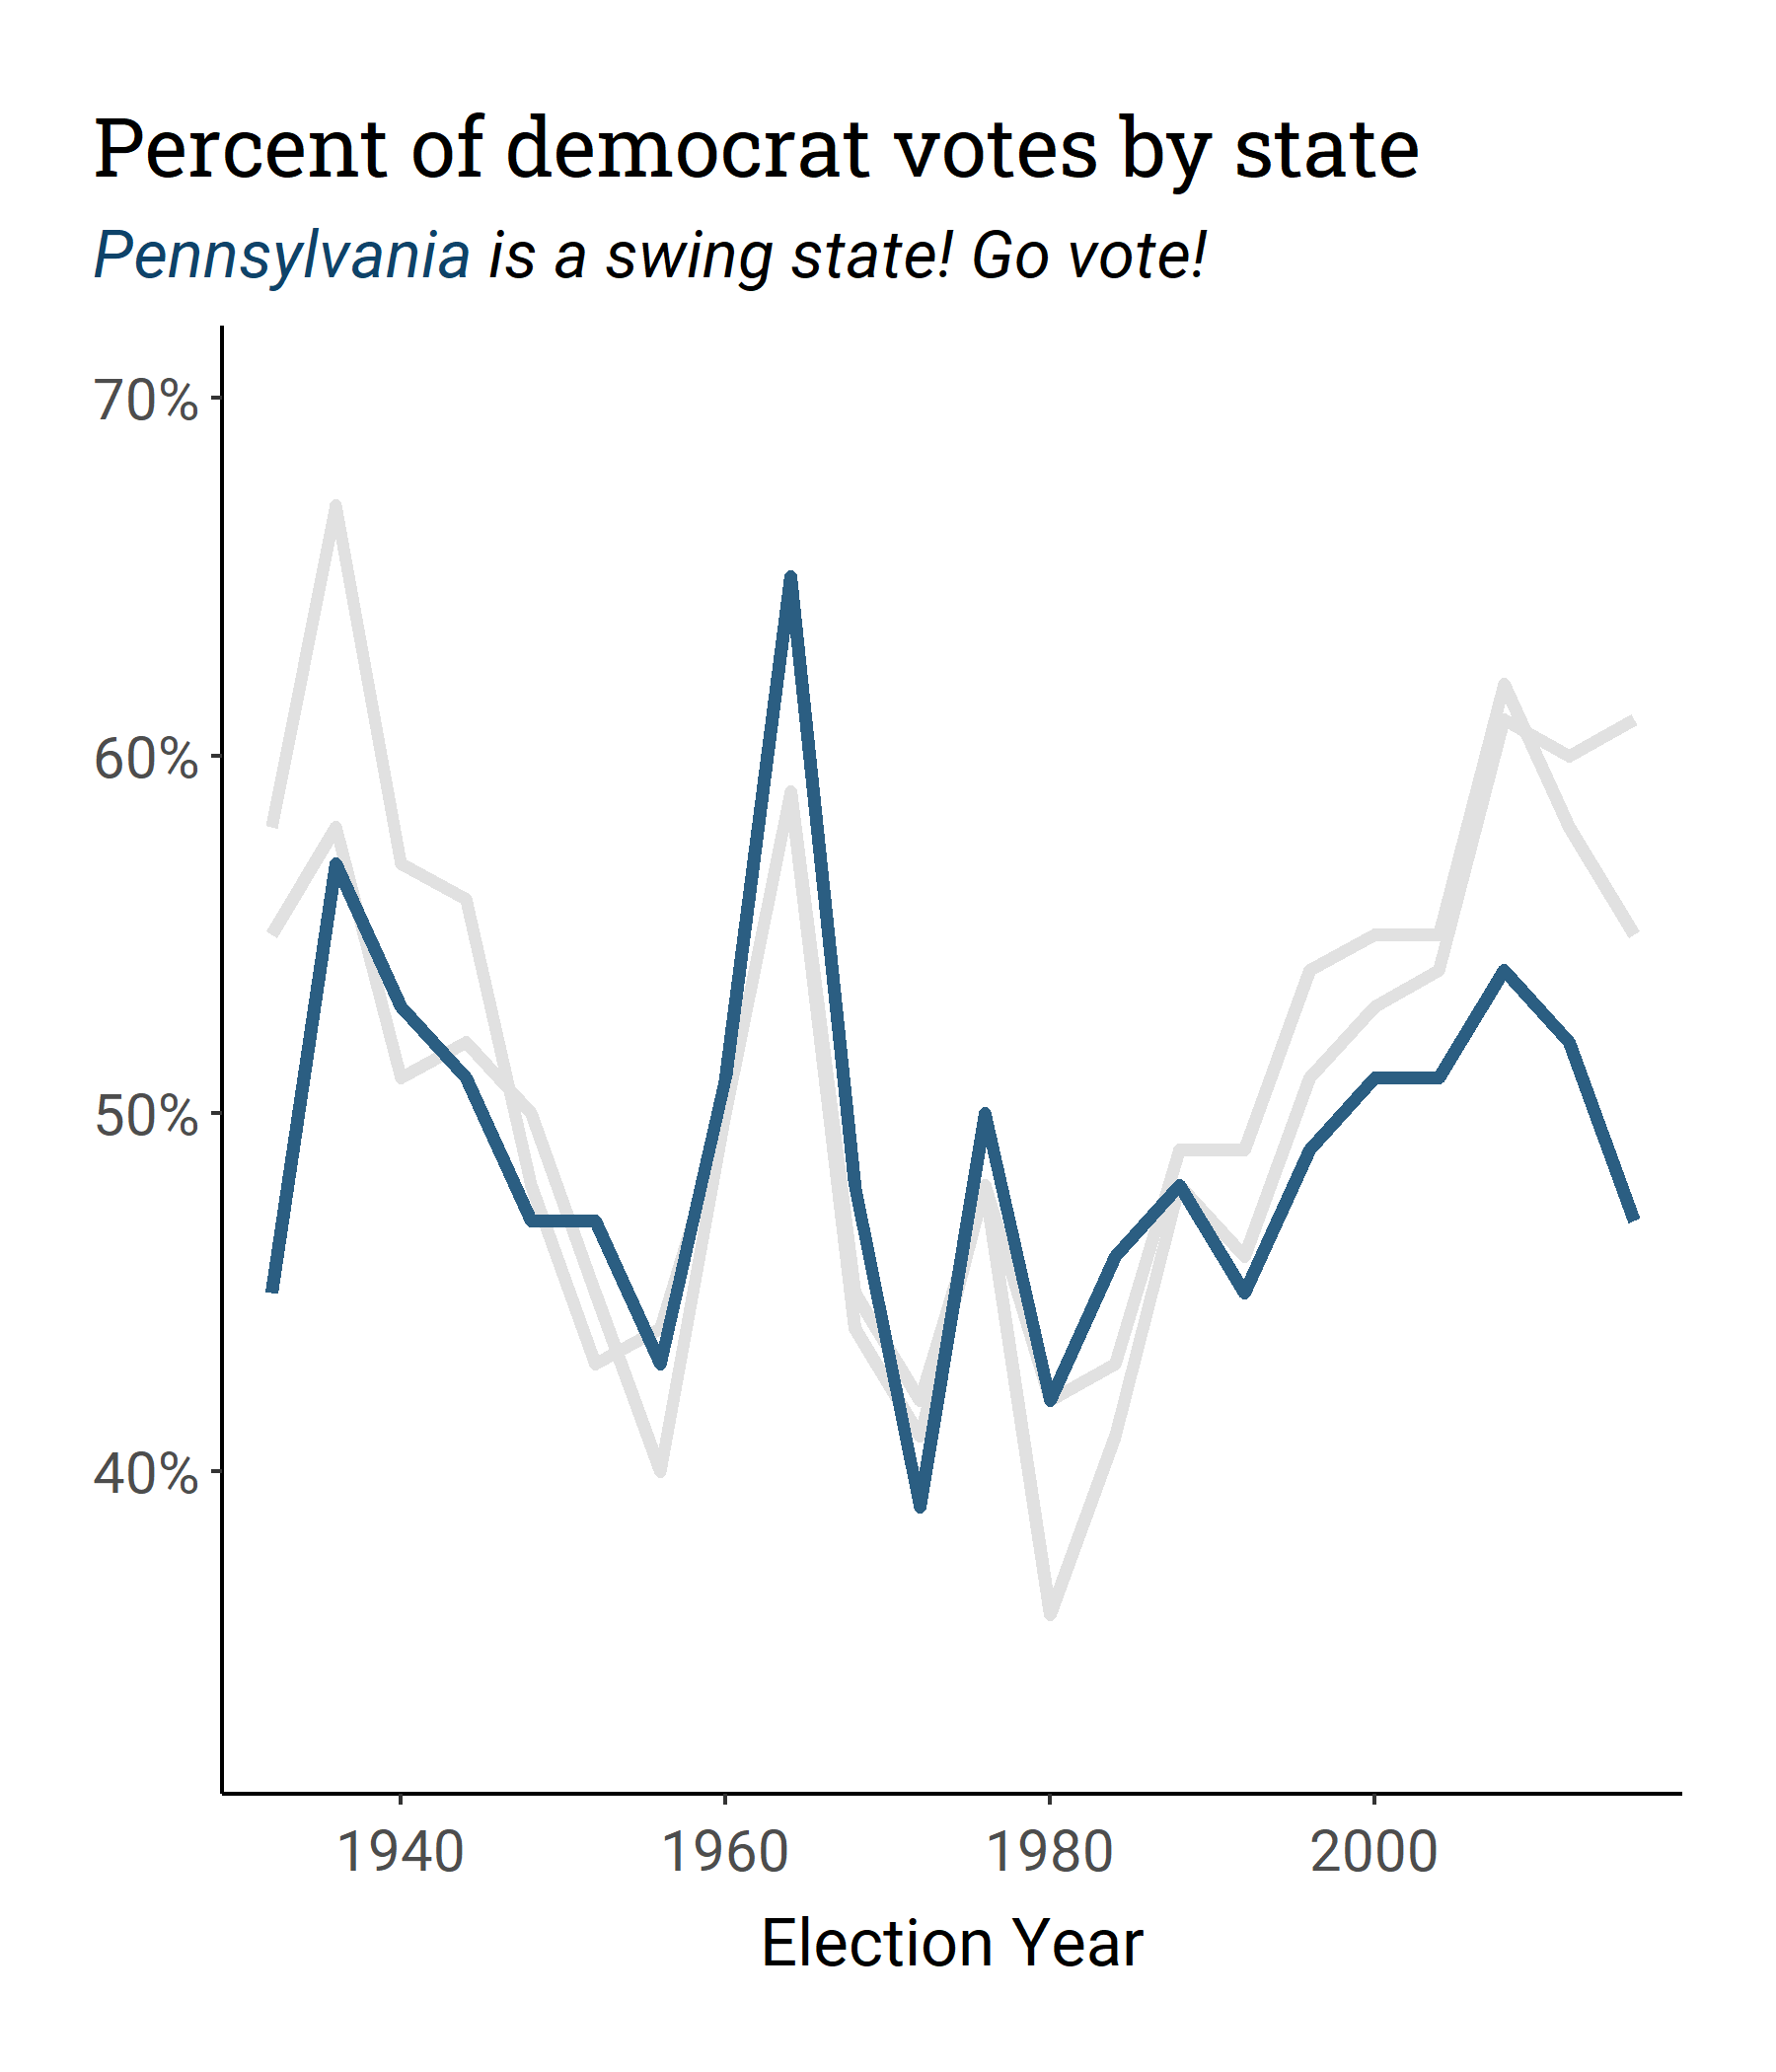 Percent of democrat votes by state
Pennsylvania is a swing state! Go vote!
70%
60%
50%
40%
1940 1960 1980 2000
Election Year